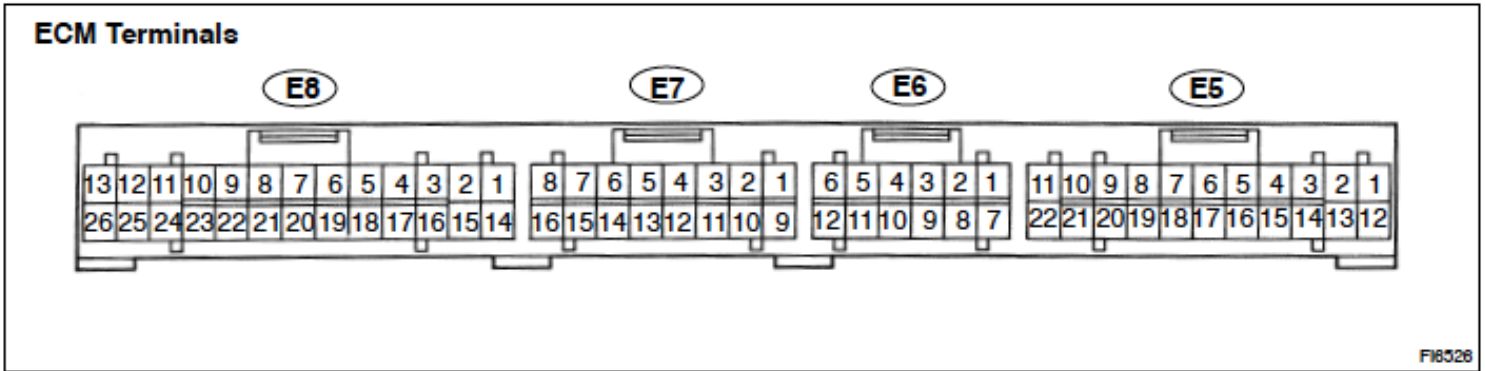 ECM Terminals
E8 E7 E6 E5
13 12 11 10 9 8 7 6 5 4 3 2 1 8 7 6 5 4 3 2 1 6 5 4 3 2 1 11 10 9 8 7 6 5 4 3 2 1
26 25 24 23 22 21 20 19 18 17 16 15 14 16 15 14 13 12 11 10 9 12 11 10 9 8 7 22 21 20 19 18 17 16 15 14 13 12
FI6526